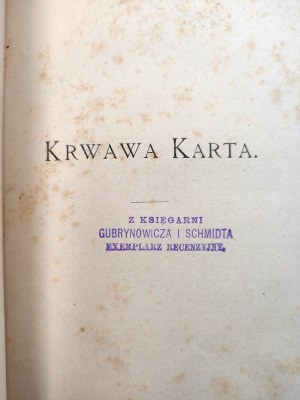 KRWAWA KARTA.
Z KSIĘGARNI
GUBRYNOWICZA I SCHMIDTA
EXEMPLARZ RECENZYJNY.